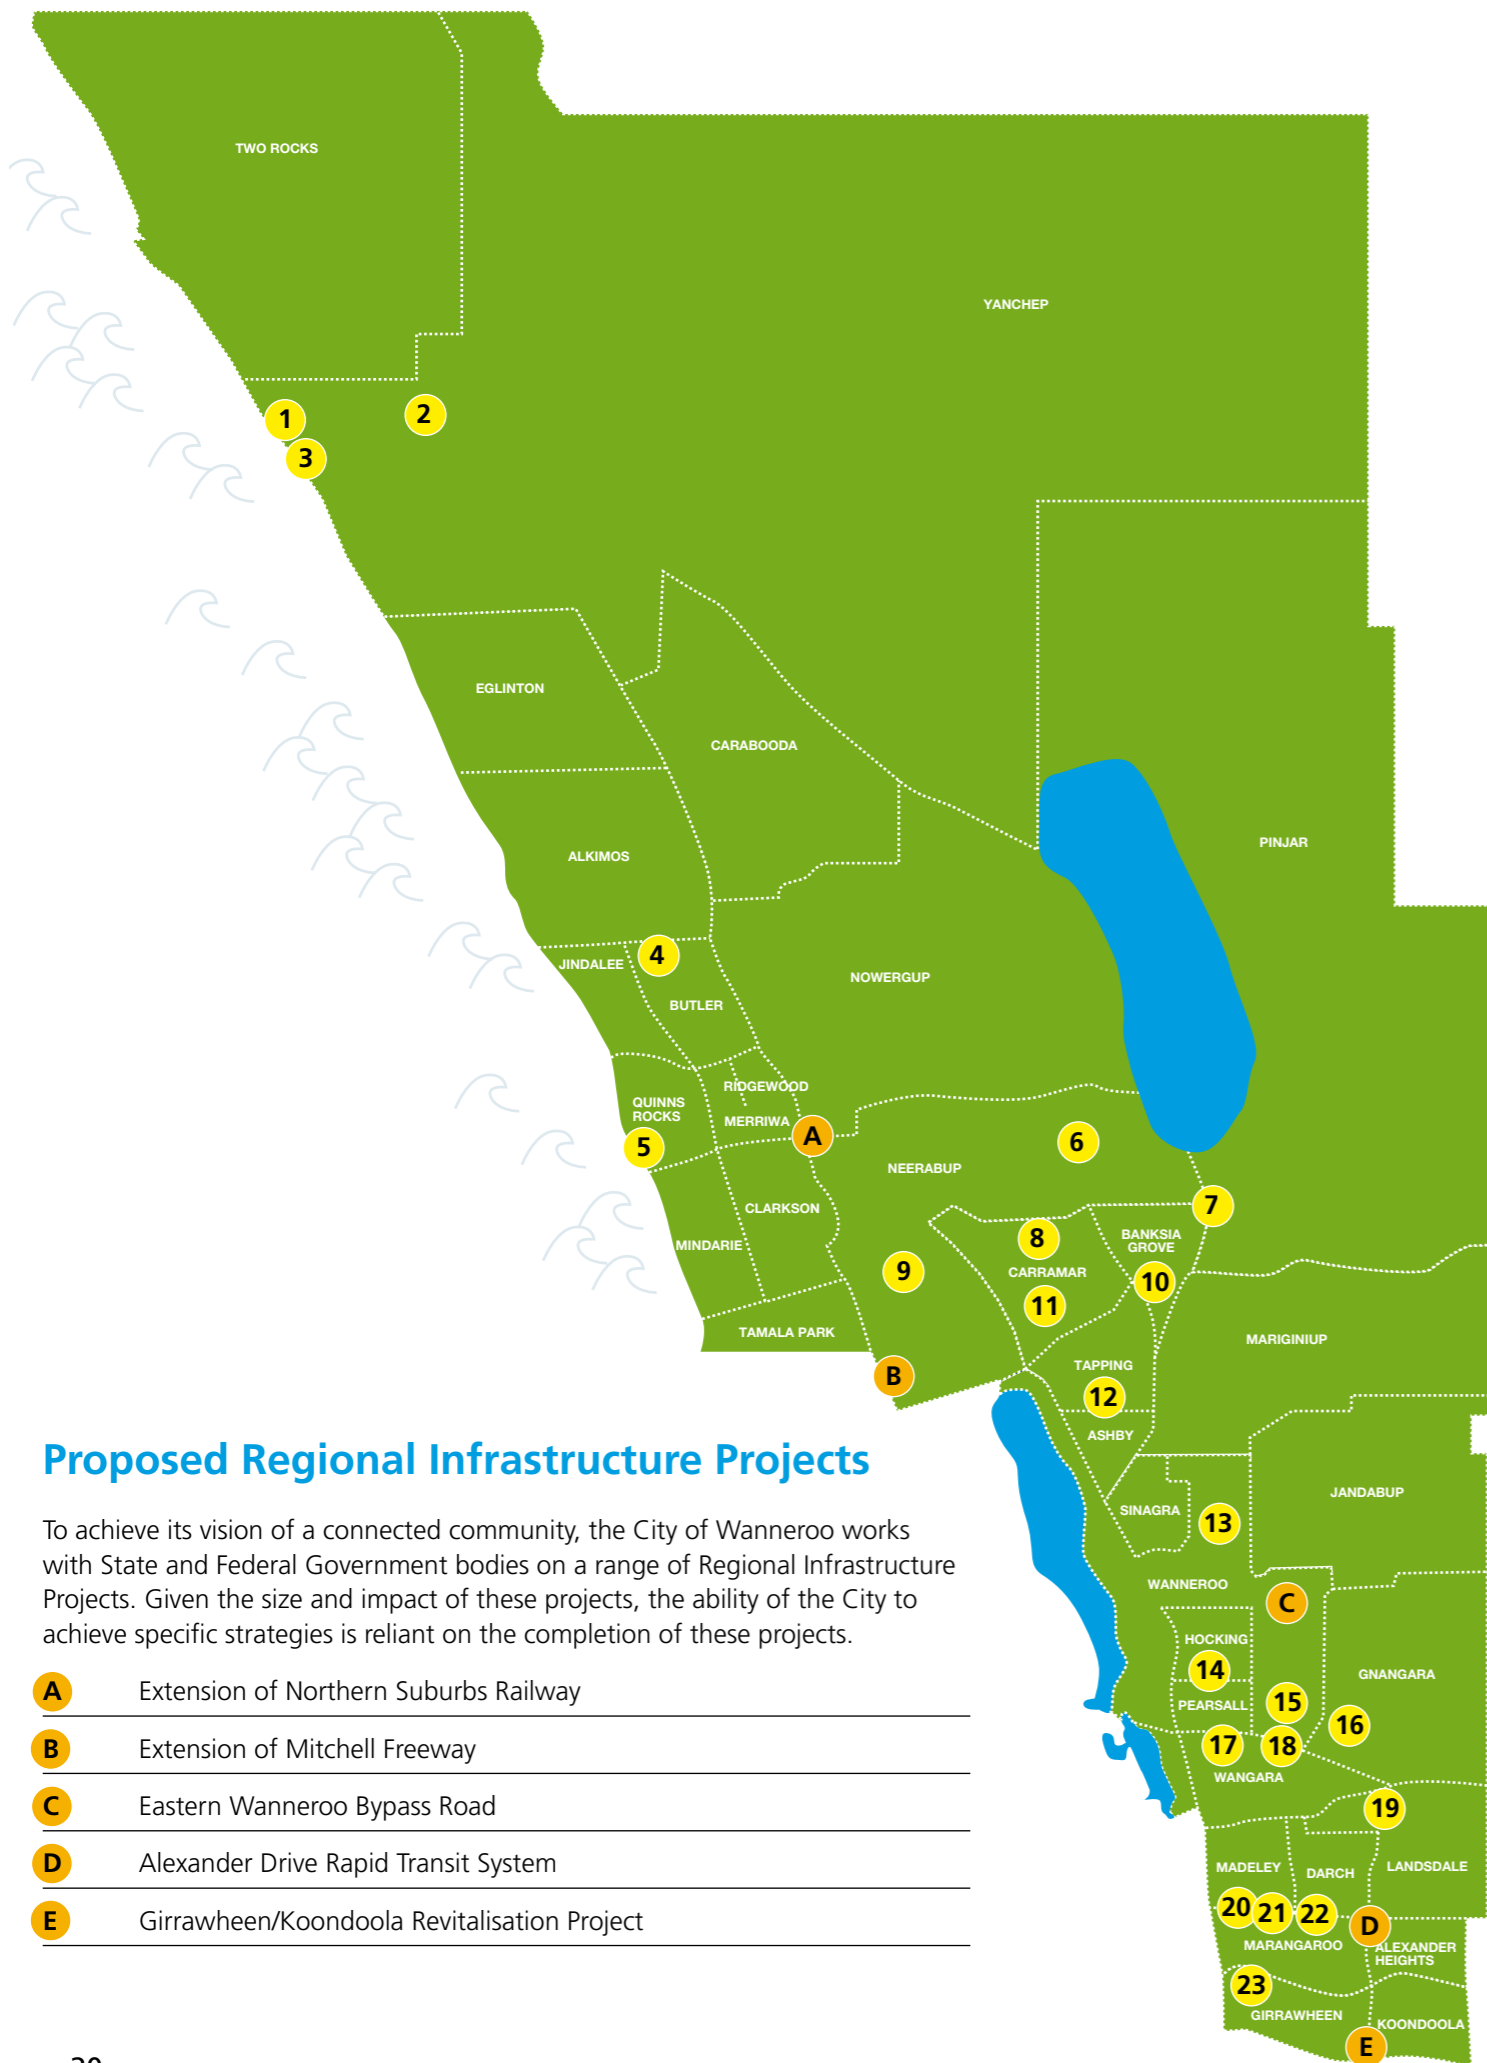 TWO ROCKS
YANCHEP
1
2
3
EGLINTON
CARABOODA
ALKIMOS
PINJAR
4
JINDALEE
NOWERGUP
BUTLER
RIDGEWOOD
QUINNS
ROCKS
MERRIWA
A
5
6
NEERABUP
CLARKSON
7
8
BANKSIA
GROVE
MINDARIE
9
CARRAMAR
10
11
TAMALA PARK
MARIGINIUP
B
TAPPING
12
ASHBY
Proposed Regional Infrastructure Projects
To achieve its vision of a connected community, the City of Wanneroo works
with State and Federal Government bodies on a range of Regional Infrastructure
Projects. Given the size and impact of these projects, the ability of the City to
achieve specific strategies is reliant on the completion of these projects.
A Extension of Northern Suburbs Railway
B Extension of Mitchell Freeway
C Eastern Wanneroo Bypass Road
D Alexander Drive Rapid Transit System
E Girrawheen/Koondoola Revitalisation Project
JANDABUP
SINAGRA
13
WANNEROO
C
HOCKING
14
GNANGARA
PEARSALL
15
16
17
18
WANGARA
19
MADELEY
DARCH
LANDSDALE
20
21
22
D
MARANGAROO
ALEXANDER
HEIGHTS
23
GIRRAWHEEN
KOONDOOLA
E